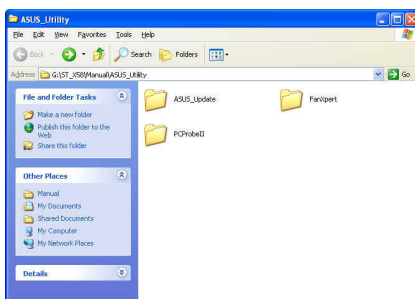 ASUS_Utility
File Edit View Favorites Tools Help
Back Search Folders
Address G:\ST_X58\Manual\ASUS_Utility Go
File and Folder Tasks
Make a new folder
Publish this folder to the
Web
Share this folder
Other Places
Manual
My Documents
Shared Documents
My Computer
My Network Places
Details
ASUS_Update
FanXpert
PCProbeII